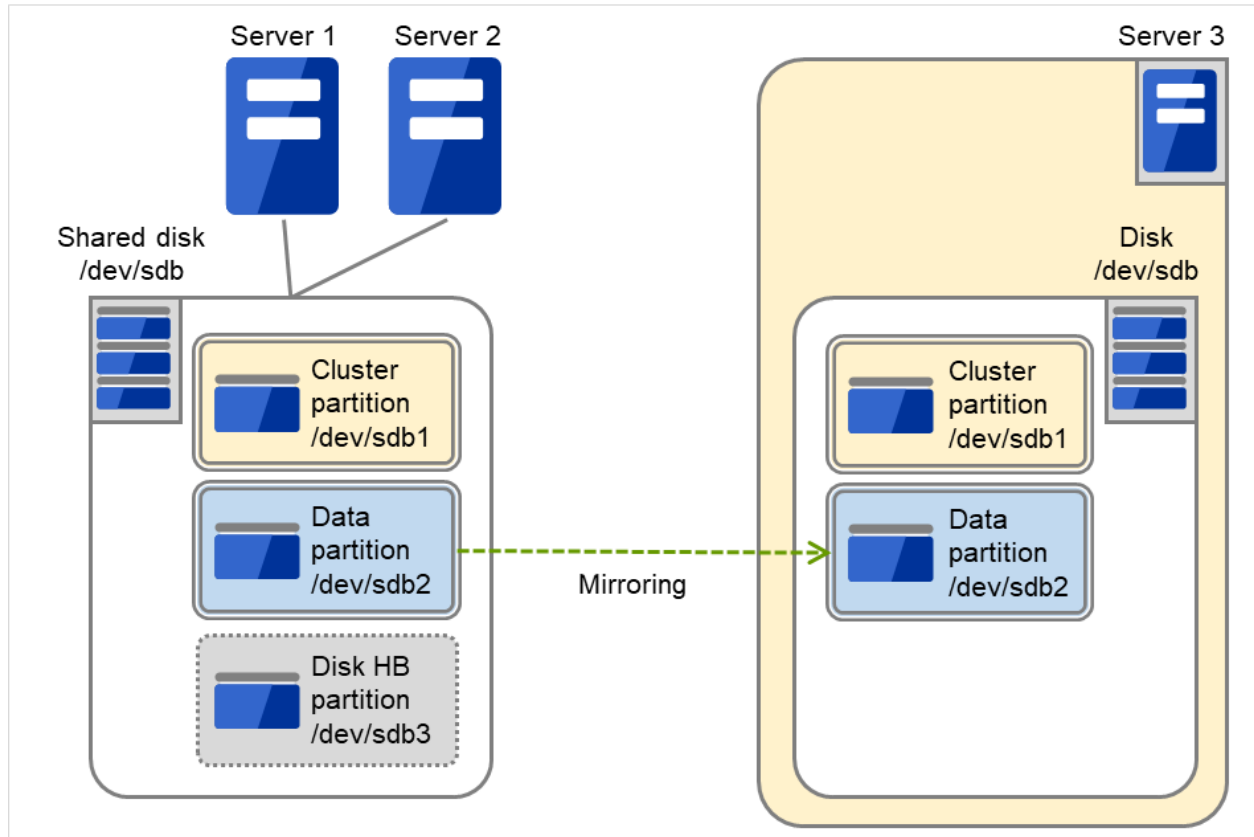 Server 1
Server 2
Server 3
Shared disk
/dev/sdb
Disk
/dev/sdb
Cluster
partition
/dev/sdb1
Cluster
partition
/dev/sdb1
Data
partition
/dev/sdb2
Mirroring
Data
partition
/dev/sdb2
Disk HB
partition
/dev/sdb3